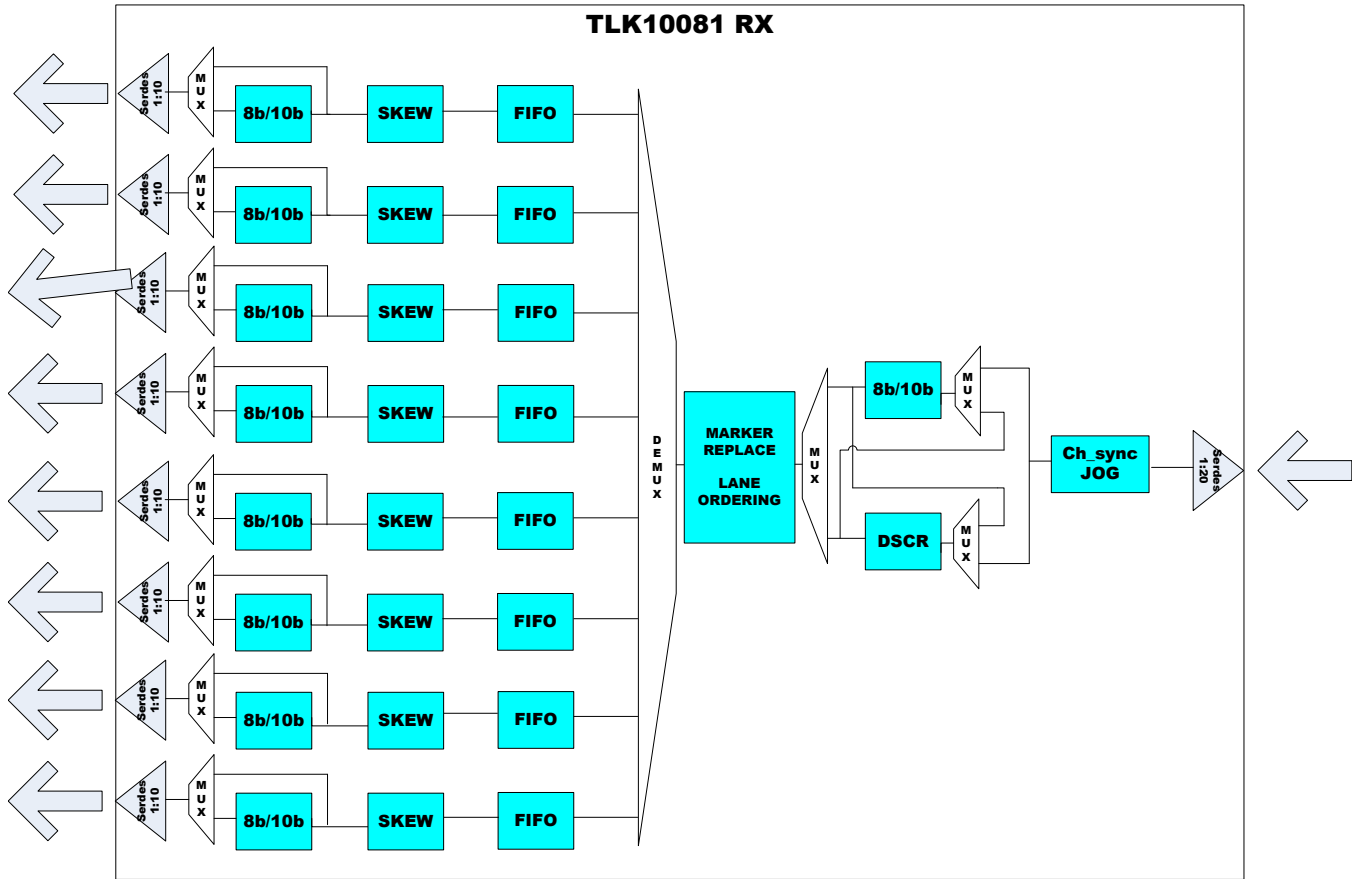 TLK10081 RX
Serdes
1:10
MUX
8b/10b
SKEW
FIFO
Serdes
1:10
MUX
8b/10b
SKEW
FIFO
Serdes
1:10
MUX
8b/10b
SKEW
FIFO
Serdes
1:10
MUX
8b/10b
SKEW
FIFO
Serdes
1:10
MUX
8b/10b
SKEW
FIFO
Serdes
1:10
MUX
8b/10b
SKEW
FIFO
Serdes
1:10
MUX
8b/10b
SKEW
FIFO
Serdes
1:10
MUX
8b/10b
SKEW
FIFO
DEMUX
MARKER
REPLACE
LANE
ORDERING
MUX
8b/10b
MUX
DSCR
MUX
Ch_sync
JOG
Serdes
1:20